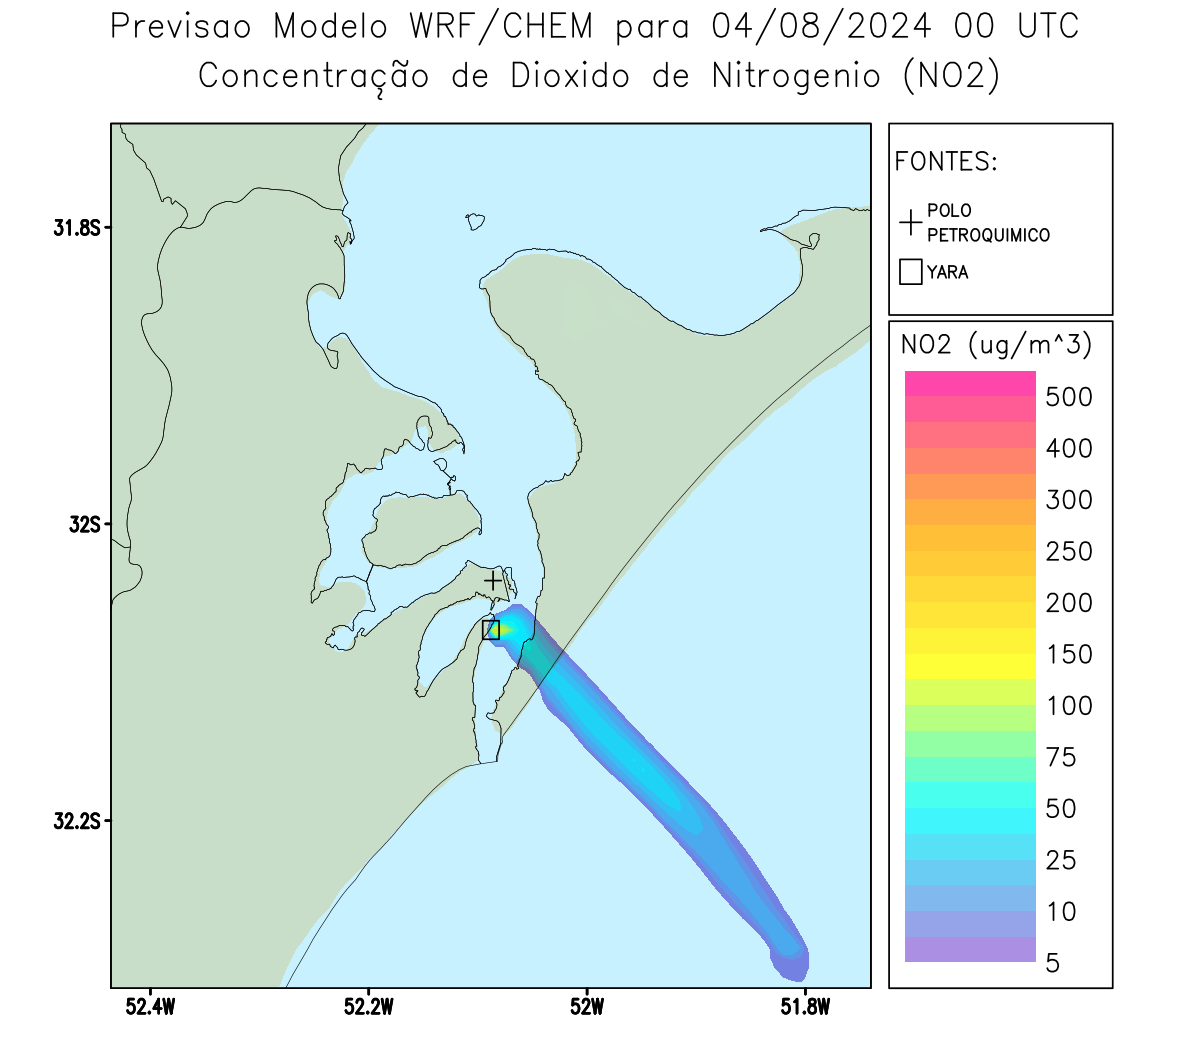 Previsao Modelo WRF/CHEM para 04/08/2024 00 UTC
Concentração de Dioxido de Nitrogenio (NO2)
FONTES:
POLO
PETROQUIMICO
YARA
NO2 (ug/m^3)
500
400
300
250
200
150
100
75
50
25
10
5
31.8S
32S
32.2S
52.4W
52.2W
52W
51.8W